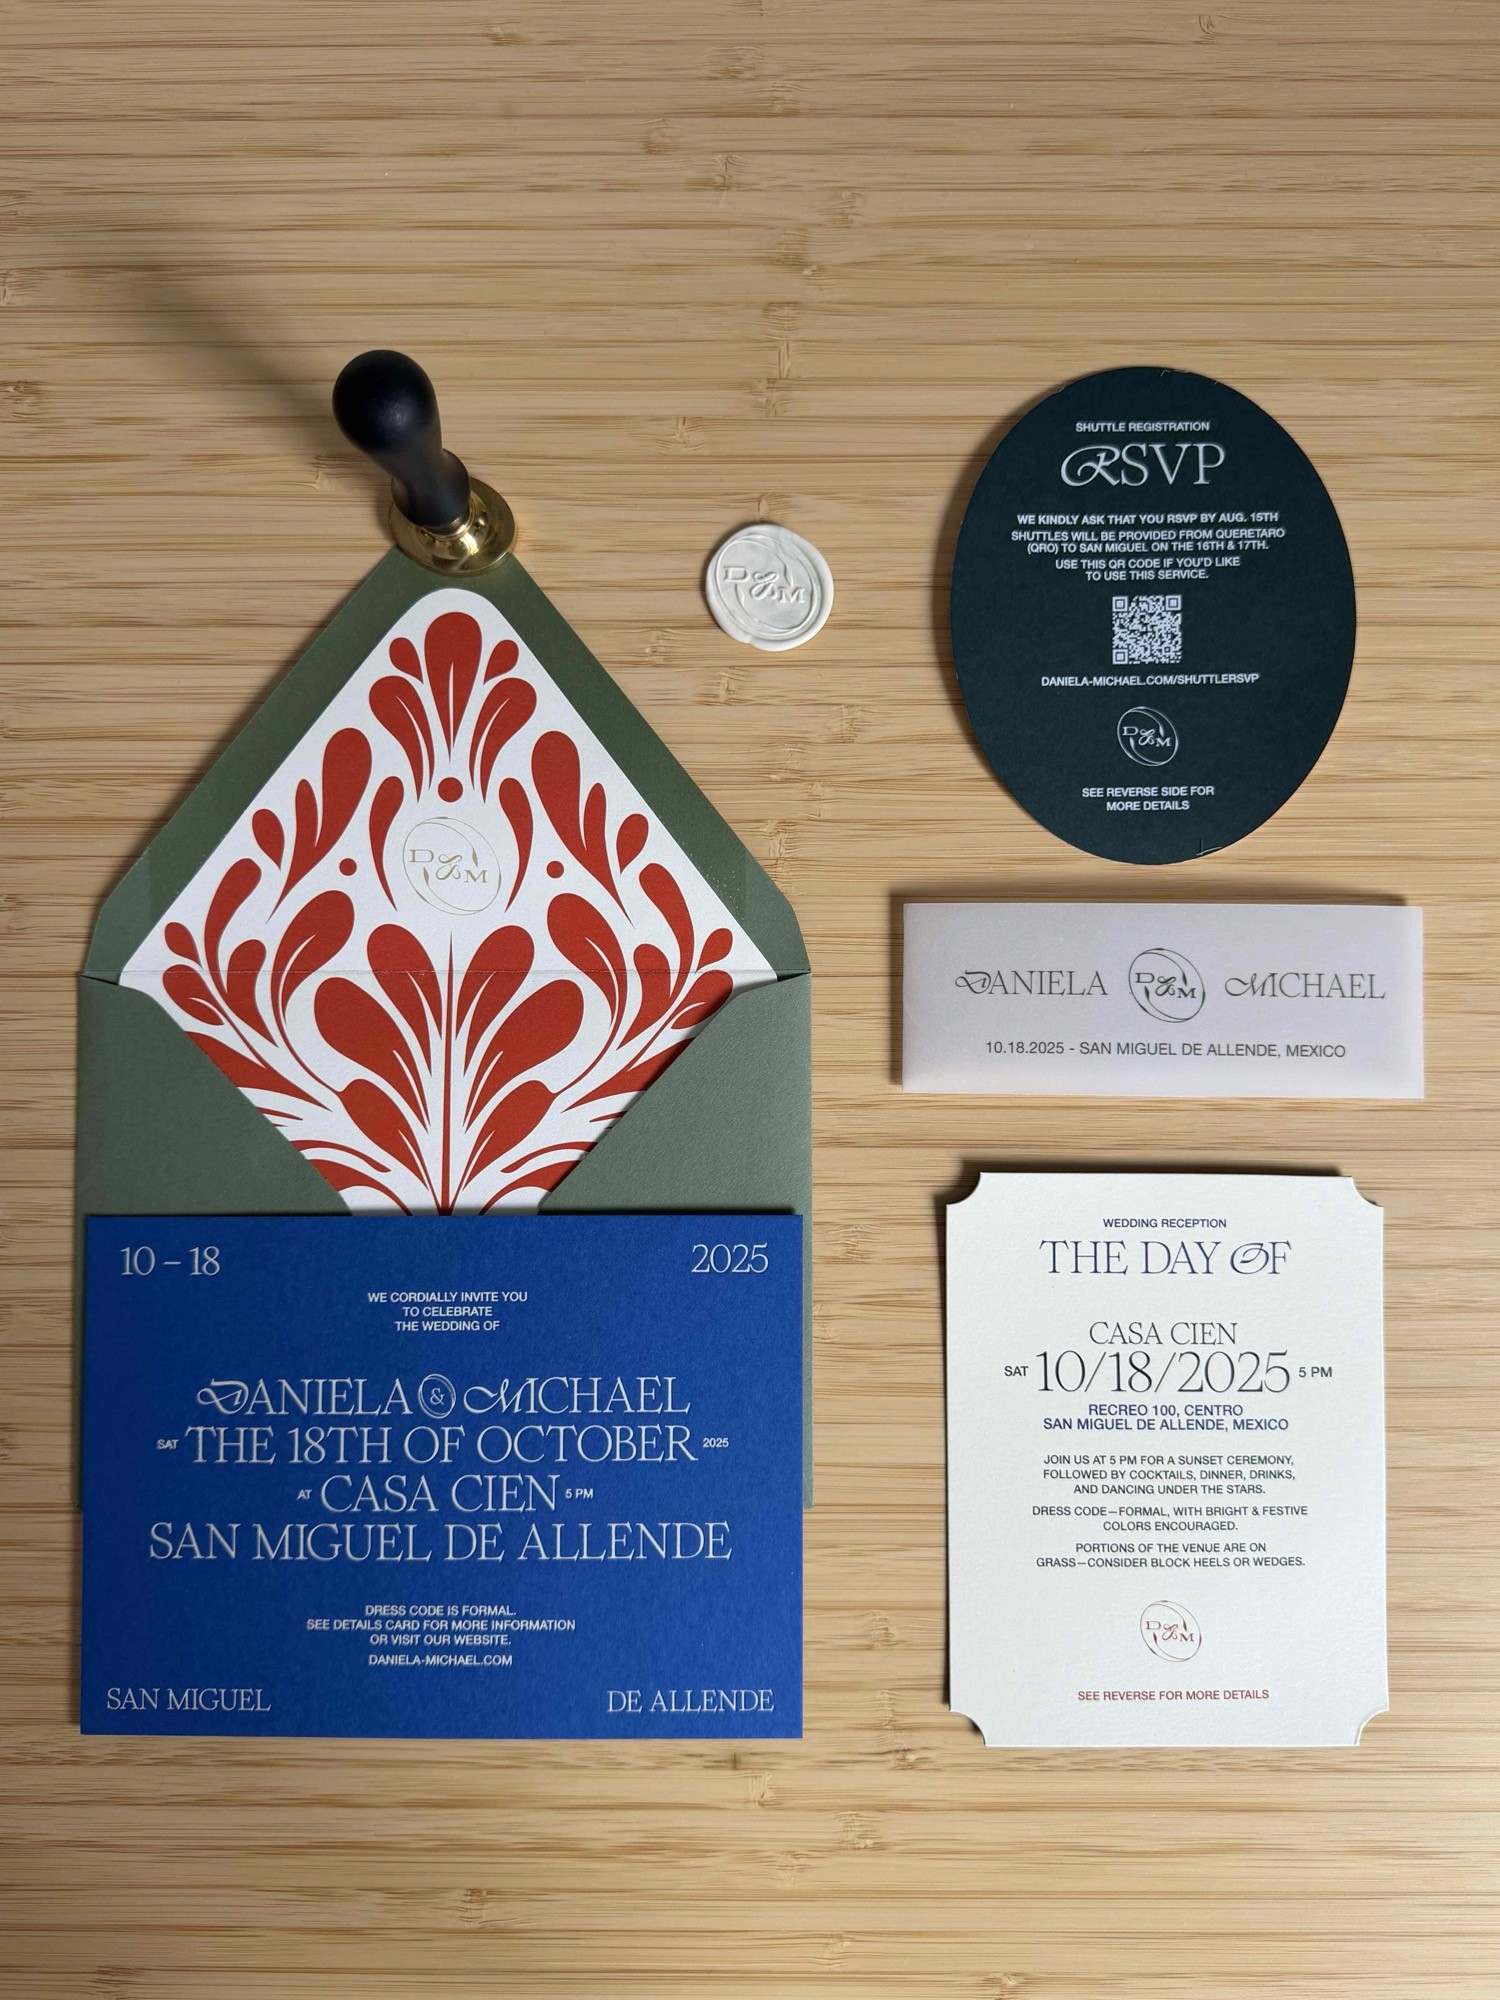 D & M
D & M
10 – 18
2025
WE CORDIALLY INVITE YOU
TO CELEBRATE
THE WEDDING OF
DANIELA & MICHAEL
SAT THE 18TH OF OCTOBER 2025
AT CASA CIEN 5 PM
SAN MIGUEL DE ALLENDE
DRESS CODE IS FORMAL.
SEE DETAILS CARD FOR MORE INFORMATION
OR VISIT OUR WEBSITE.
DANIELA-MICHAEL.COM
SAN MIGUEL
DE ALLENDE
SHUTTLE REGISTRATION
RSVP
WE KINDLY ASK THAT YOU RSVP BY AUG. 15TH
SHUTTLES WILL BE PROVIDED FROM QUERETARO
(QRO) TO SAN MIGUEL ON THE 16TH & 17TH.
USE THIS QR CODE IF YOU'D LIKE
TO USE THIS SERVICE.
DANIELA-MICHAEL.COM/SHUTTLERSVP
D & M
SEE REVERSE SIDE FOR
MORE DETAILS
DANIELA D & M MICHAEL
10.18.2025 - SAN MIGUEL DE ALLENDE, MEXICO
WEDDING RECEPTION
THE DAY OF
CASA CIEN
SAT 10/18/2025 5 PM
RECREO 100, CENTRO
SAN MIGUEL DE ALLENDE, MEXICO
JOIN US AT 5 PM FOR A SUNSET CEREMONY,
FOLLOWED BY COCKTAILS, DINNER, DRINKS,
AND DANCING UNDER THE STARS.
DRESS CODE—FORMAL, WITH BRIGHT & FESTIVE
COLORS ENCOURAGED.
PORTIONS OF THE VENUE ARE ON
GRASS—CONSIDER BLOCK HEELS OR WEDGES.
D & M
SEE REVERSE FOR MORE DETAILS